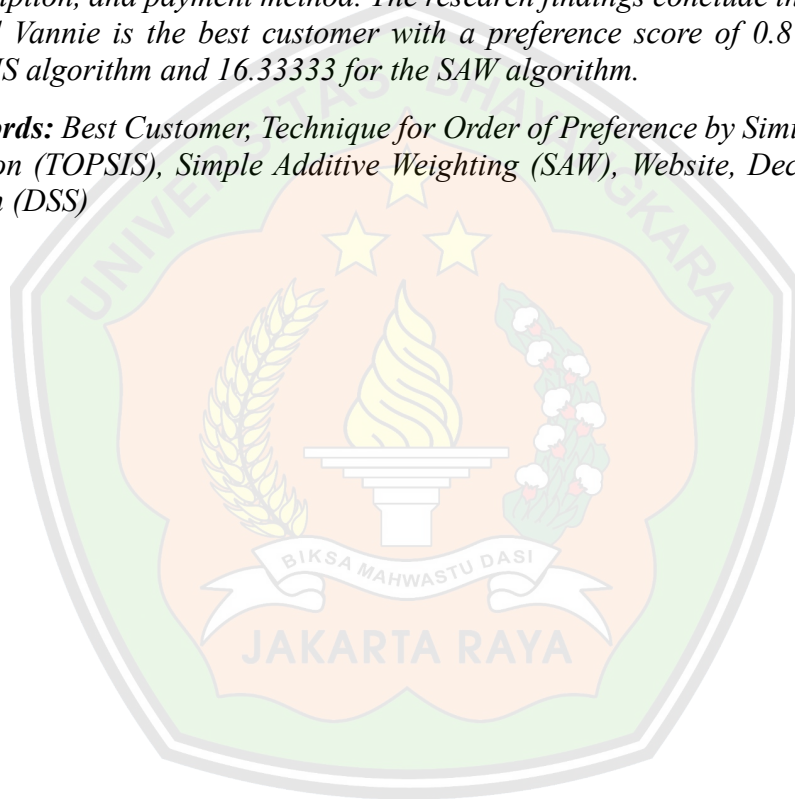 ption, and payment method. The research findings conclude th
Vannie is the best customer with a preference score of 0.8
IS algorithm and 16.33333 for the SAW algorithm.
ords: Best Customer, Technique for Order of Preference by Simi
on (TOPSIS), Simple Additive Weighting (SAW), Website, Dec
(DSS)
UNIVERSITAS BHAYANGKARA
BIKSA MAHWASTU DASI
JAKARTA RAYA